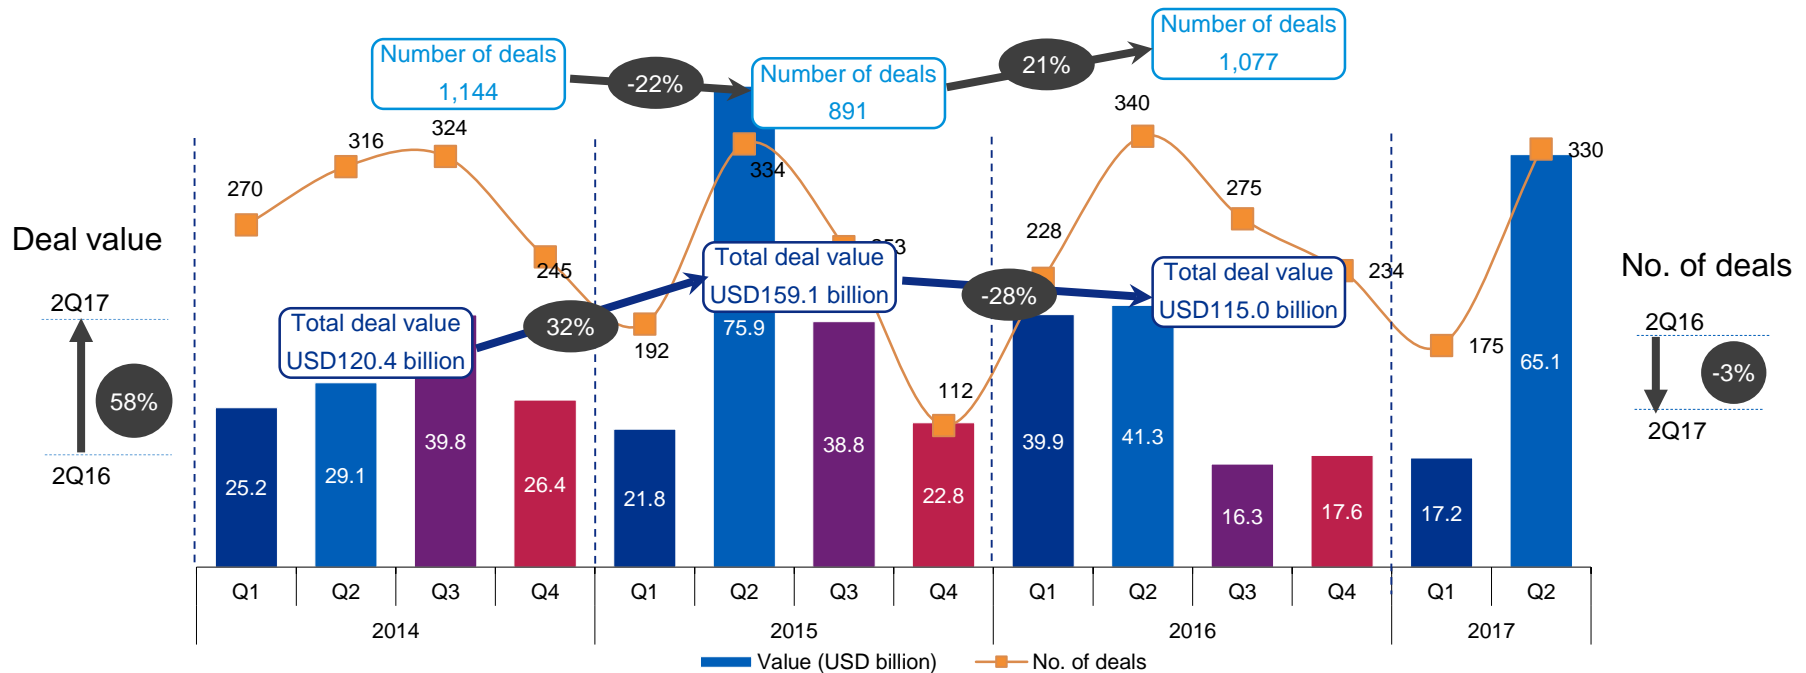 Number of deals
1,144
-22%
Number of deals
891
21%
Number of deals
1,077
270
316
324
245
192
334
253
112
228
340
275
234
175
330
Deal value
2Q17
58%
2Q16
Total deal value
USD120.4 billion
32%
Total deal value
USD159.1 billion
-28%
Total deal value
USD115.0 billion
No. of deals
2Q16
-3%
2Q17
25.2
29.1
39.8
26.4
21.8
75.9
38.8
22.8
39.9
41.3
16.3
17.6
17.2
65.1
Q1 Q2 Q3 Q4 Q1 Q2 Q3 Q4 Q1 Q2 Q3 Q4 Q1 Q2
2014 2015 2016 2017
Value (USD billion) No. of deals